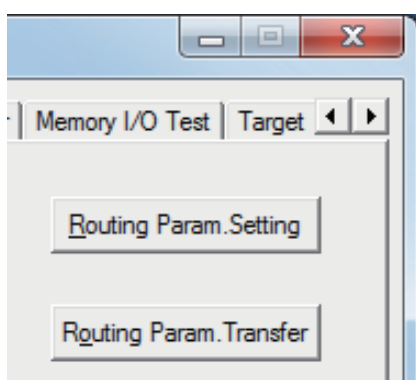 Memory I/O Test Target
Routing Param.Setting
Routing Param.Transfer